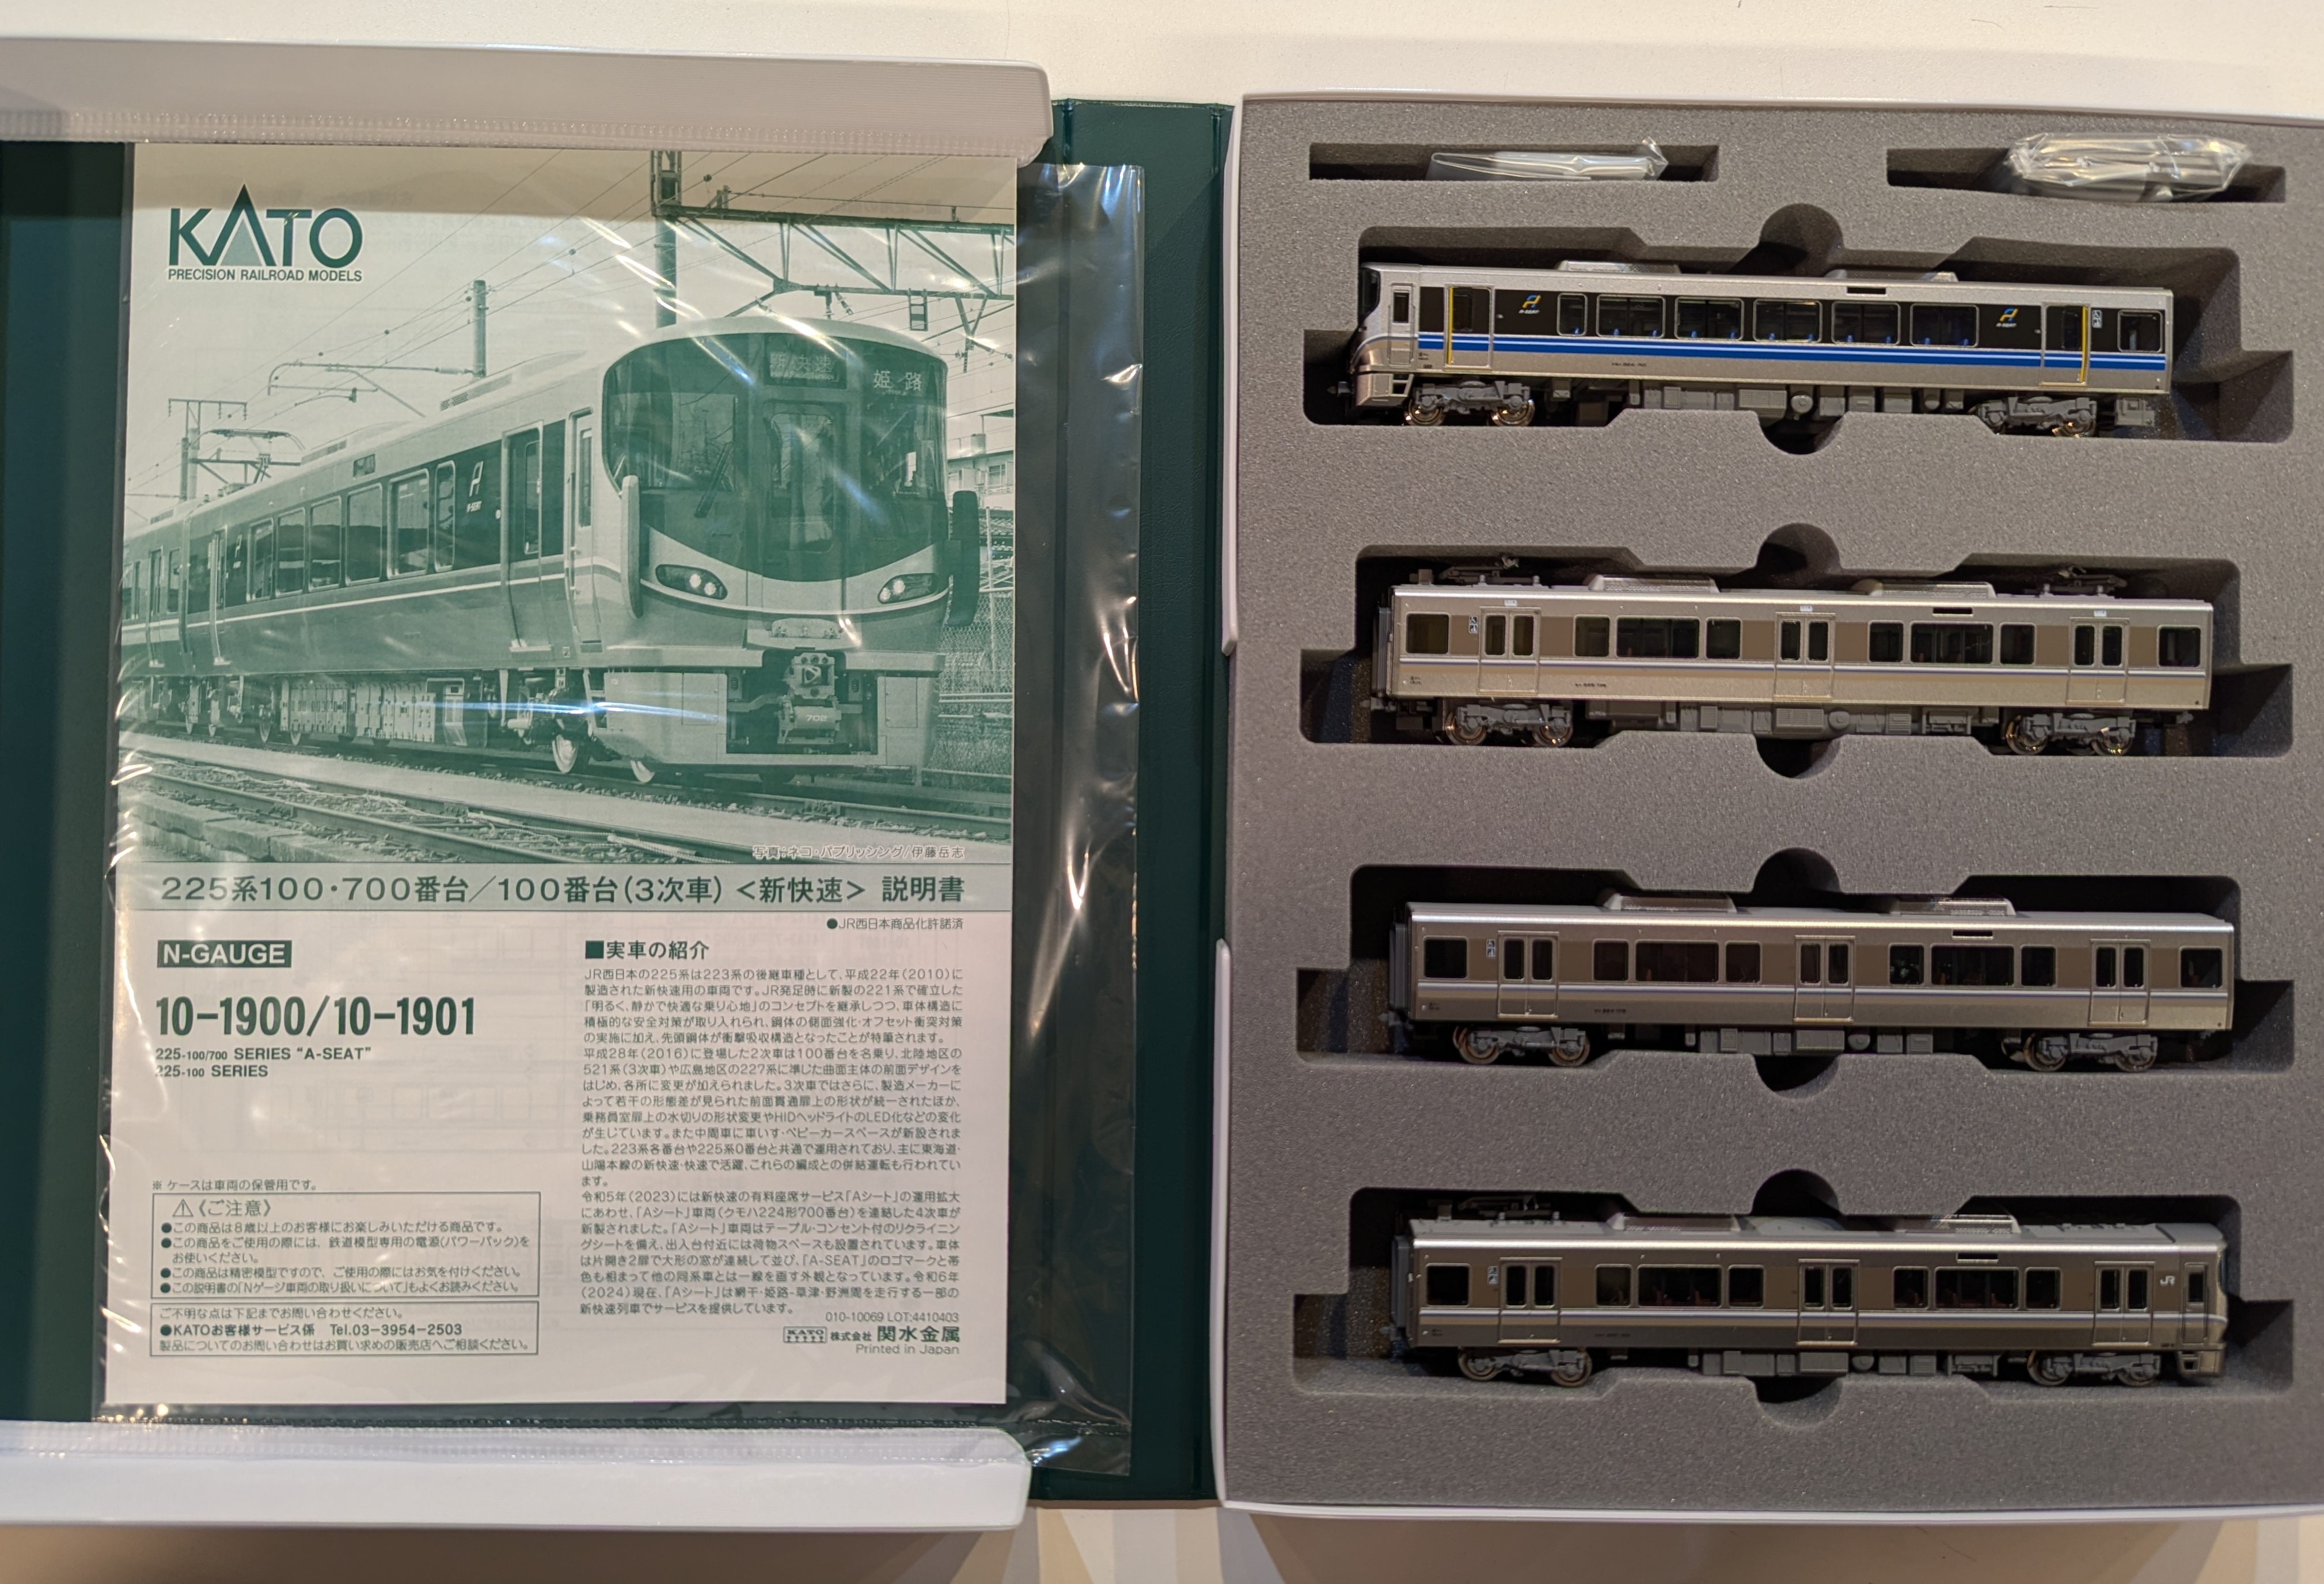 KATO
PRECISION RAILROAD MODELS
新快速
姫路
A-SEAT
702
写真:ネコ・パブリッシング/伊藤岳志
225系100・700番台/100番台(3次車)<新快速> 説明書
●JR西日本商品化許諾済
N-GAUGE
10-1900/10-1901
225-100/700 SERIES "A-SEAT"
225-100 SERIES
※ ケースは車両の保管用です。
⚠《ご注意》
●この商品は8歳以上のお客様にお楽しみいただける商品です。
●この商品をご使用の際には、鉄道模型専用の電源(パワーパック)を
お使いください。
●この商品は精密模型ですので、ご使用の際にはお気を付けください。
●この説明書の「Nゲージ車両の取り扱いについて」もよくお読みください。
ご不明な点は下記までお問い合わせください。
●KATOお客様サービス係 Tel.03-3954-2503
製品についてのお問い合わせはお買い求めの販売店へご相談ください。
■実車の紹介
JR西日本の225系は223系の後継車種として、平成22年(2010)に
製造された新快速用の車両です。JR発足時に新製の221系で確立した
「明るく、静かで快適な乗り心地」のコンセプトを継承しつつ、車体構造に
積極的な安全対策が取り入れられ、鋼体の側面強化・オフセット衝突対策
の実施に加え、先頭鋼体が衝撃吸収構造となったことが特筆されます。
平成28年(2016)に登場した2次車は100番台を名乗り、北陸地区の
521系(3次車)や広島地区の227系に準じた曲面主体の前面デザインを
はじめ、各所に変更が加えられました。3次車ではさらに、製造メーカーに
よって若干の形態差が見られた前面貫通扉上の形状が統一されたほか、
乗務員室扉上の水切りの形状変更やHIDヘッドライトのLED化などの変化
が生じています。また中間車に車いす・ベビーカースペースが新設されま
した。223系各番台や225系0番台と共通で運用されており、主に東海道・
山陽本線の新快速・快速で活躍、これらの編成との併結運転も行われてい
ます。
令和5年(2023)には新快速の有料座席サービス「Aシート」の運用拡大
にあわせ、「Aシート」車両(クモハ224形700番台)を連結した4次車が
新製されました。「Aシート」車両はテーブル・コンセント付のリクライニン
グシートを備え、出入台付近には荷物スペースも設置されています。車体
は片開き2扉で大形の窓が連続して並び、「A-SEAT」のロゴマークと帯
色も相まって他の同系車とは一線を画す外観となっています。令和6年
(2024)現在、「Aシート」は網干・姫路-草津・野洲間を走行する一部の
新快速列車でサービスを提供しています。
010-10069 LOT:4410403
KATO 株式会社 関水金属
Printed in Japan
A-SEAT
A-SEAT
JR